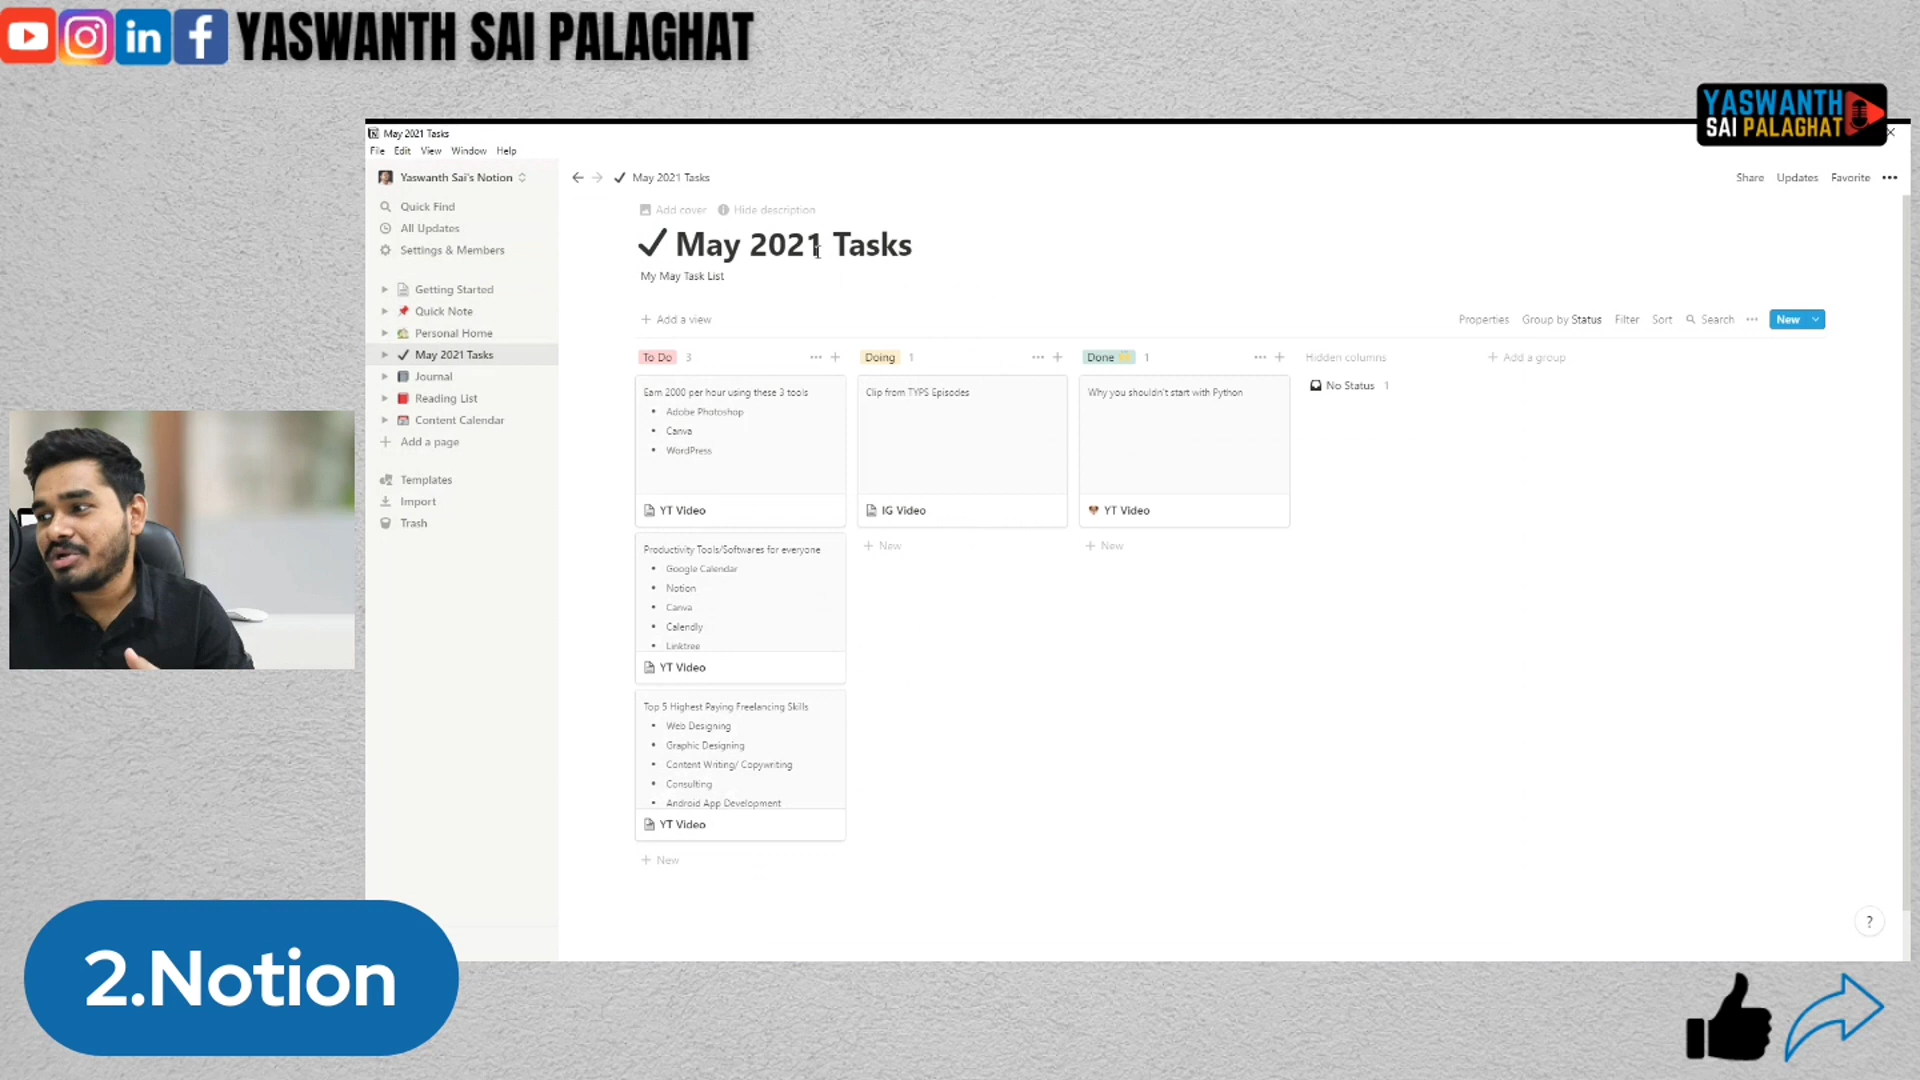 in f YASWANTH SAI PALAGHAT
YASWANTH
SAI PALAGHAT
May 2021 Tasks
File Edit View Window Help
Yaswanth Sai's Notion
May 2021 Tasks
Share Updates Favorite
Quick Find
All Updates
Settings & Members
Getting Started
Quick Note
Personal Home
May 2021 Tasks
Journal
Reading List
Content Calendar
Add a page
Templates
Import
Trash
Add cover Hide description
May 2021 Tasks
My May Task List
Add a view
Properties Group by Status Filter Sort Search New
To Do 3
Doing 1
Done 1
Hidden columns
Add a group
No Status 1
Earn 2000 per hour using these 3 tools
Adobe Photoshop
Canva
WordPress
YT Video
Productivity Tools/Softwares for everyone
Google Calendar
Notion
Canva
Calendly
Linktree
YT Video
Top 5 Highest Paying Freelancing Skills
Web Designing
Graphic Designing
Content Writing/ Copywriting
Consulting
Android App Development
YT Video
New
Clip from TYPS Episodes
IG Video
New
Why you shouldn't start with Python
YT Video
New
?
2.Notion